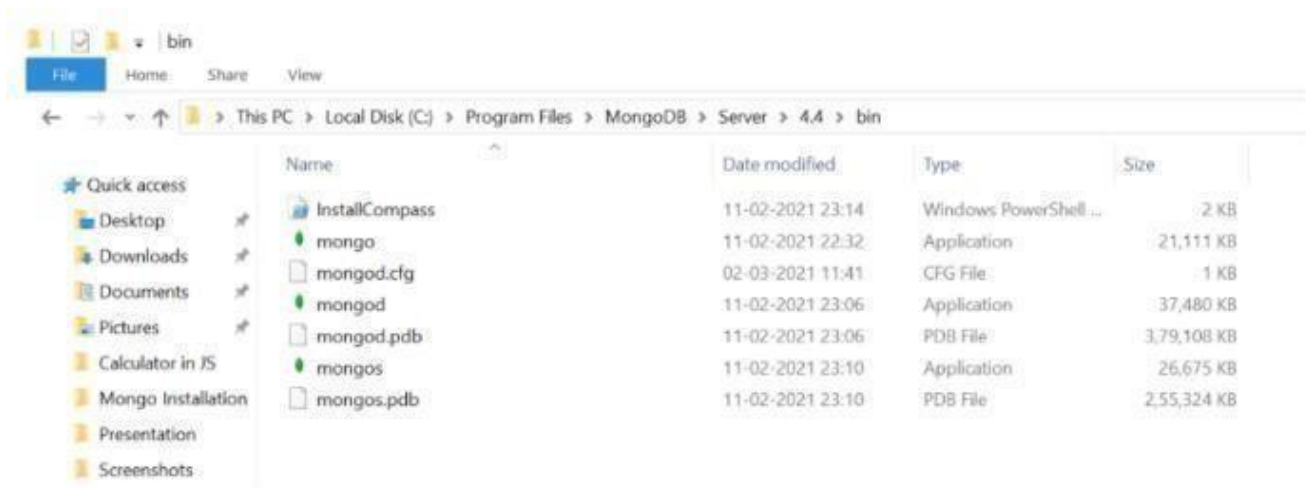 bin
File Home Share View
This PC > Local Disk (C:) > Program Files > MongoDB > Server > 4.4 > bin
Name Date modified Type Size
Quick access
Desktop
Downloads
Documents
Pictures
Calculator in JS
Mongo Installation
Presentation
Screenshots
InstallCompass 11-02-2021 23:14 Windows PowerShell ... 2 KB
mongo 11-02-2021 22:32 Application 21,111 KB
mongod.cfg 02-03-2021 11:41 CFG File 1 KB
mongod 11-02-2021 23:06 Application 37,480 KB
mongod.pdb 11-02-2021 23:06 PDB File 3,79,108 KB
mongos 11-02-2021 23:10 Application 26,675 KB
mongos.pdb 11-02-2021 23:10 PDB File 2,55,324 KB